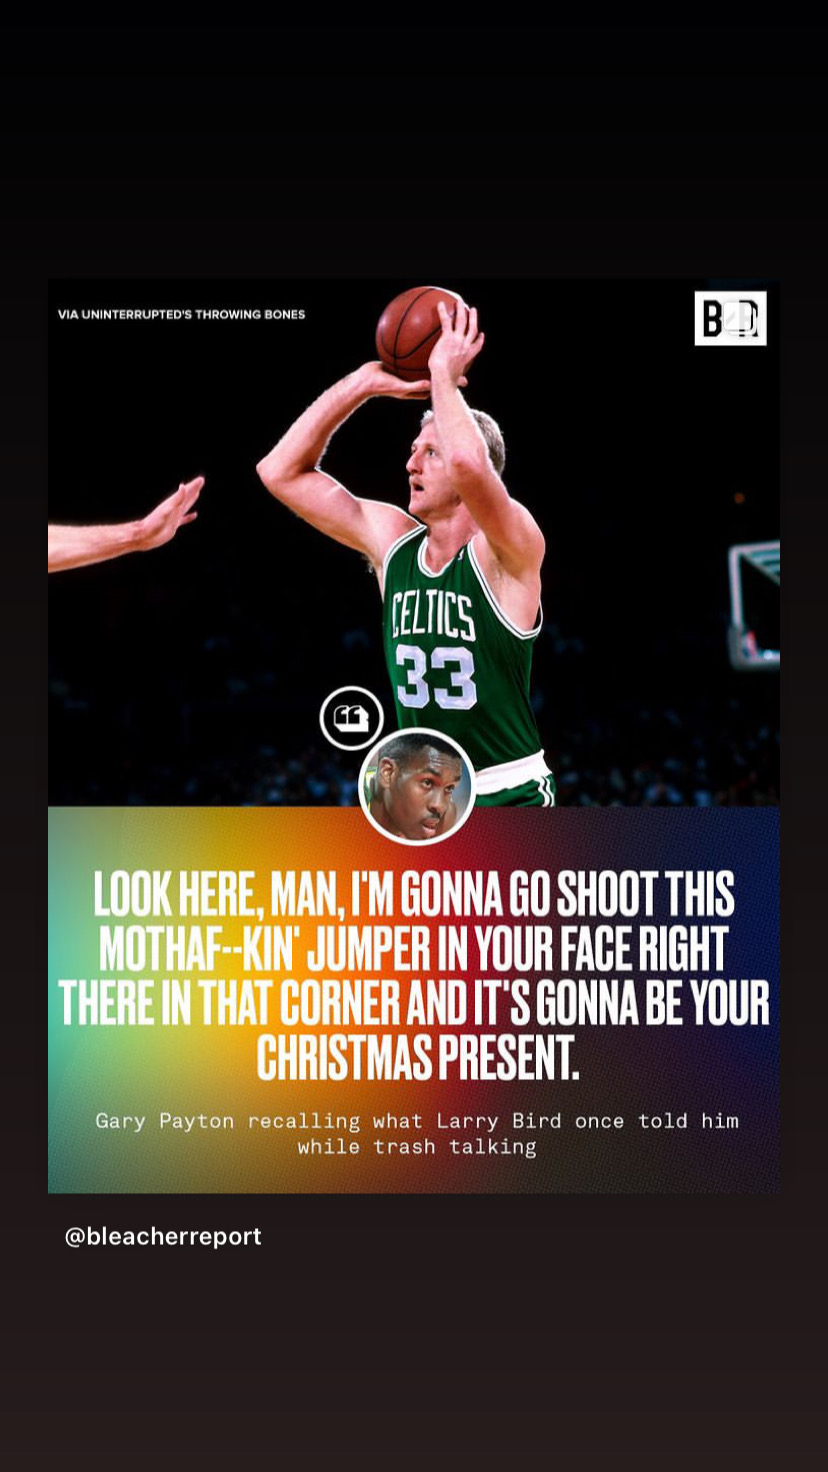 VIA UNINTERRUPTED'S THROWING BONES
B R
CELTICS
33
LOOK HERE, MAN, I'M GONNA GO SHOOT THIS
MOTHAF--KIN' JUMPER IN YOUR FACE RIGHT
THERE IN THAT CORNER AND IT'S GONNA BE YOUR
CHRISTMAS PRESENT.
Gary Payton recalling what Larry Bird once told him
while trash talking
@bleacherreport